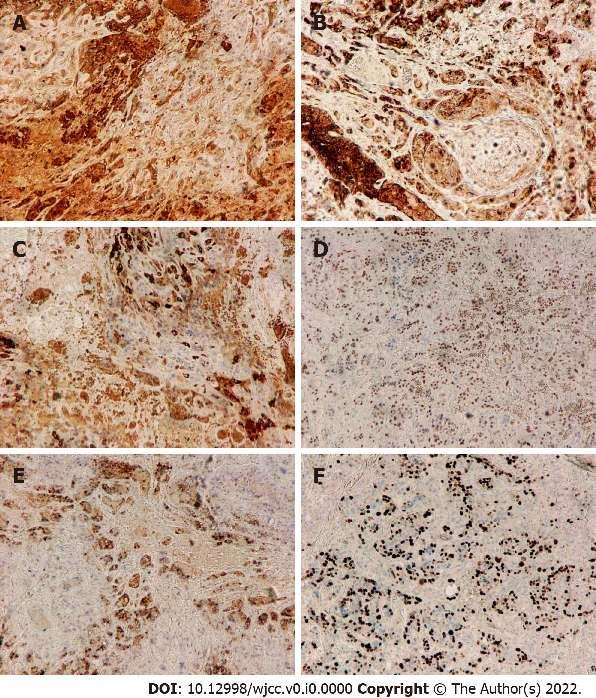 A
B
C
D
E
F
DOI: 10.12998/wjcc.v0.i0.0000 Copyright © The Author(s) 2022.